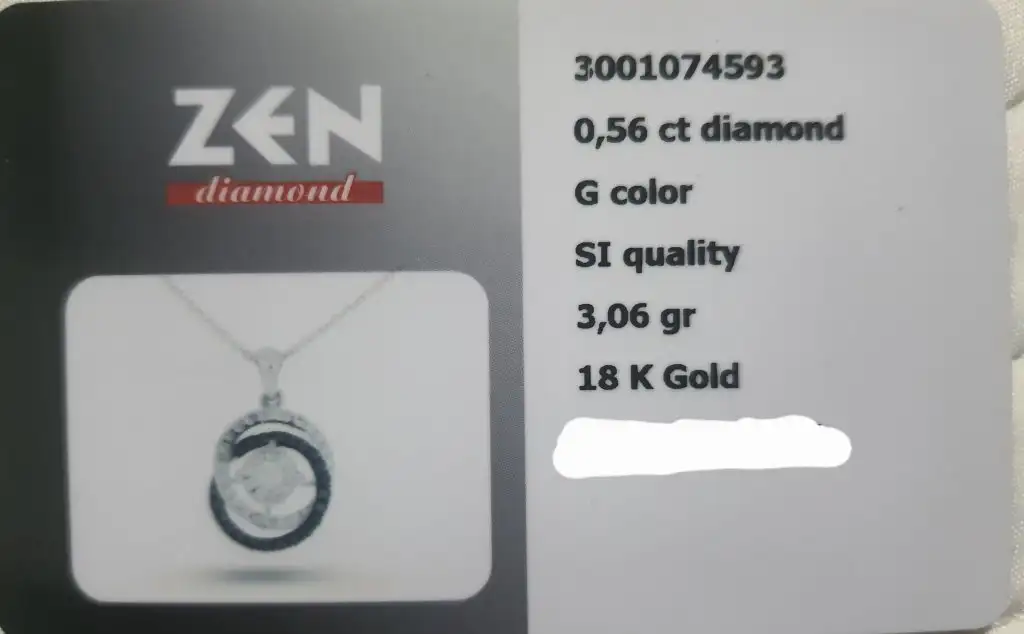 ZEN
diamond
3001074593
0,56 ct diamond
G color
SI quality
3,06 gr
18 K Gold